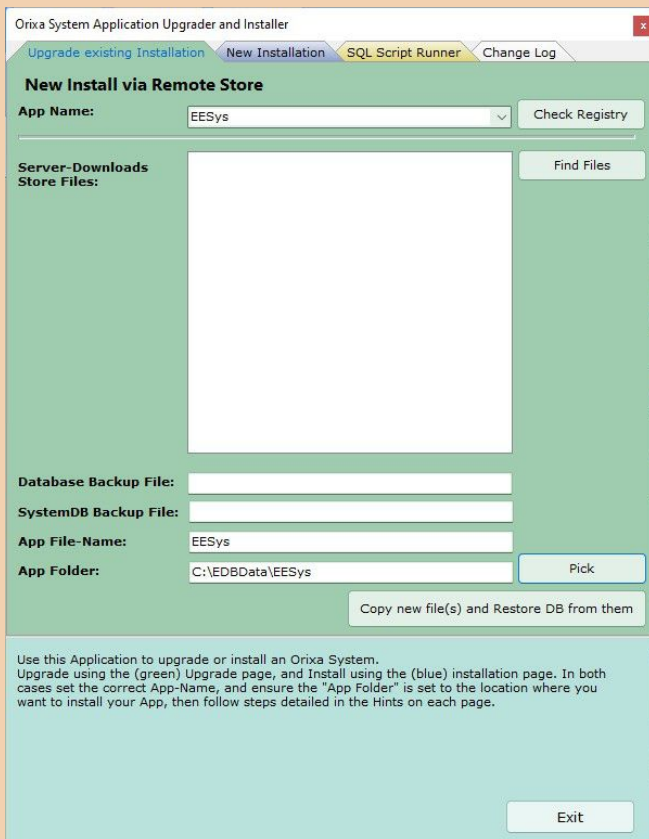 Orixa System Application Upgrader and Installer
x
Upgrade existing Installation
New Installation
SQL Script Runner
Change Log
New Install via Remote Store
App Name:
EESys
Check Registry
Server-Downloads
Store Files:
Find Files
Database Backup File:
SystemDB Backup File:
App File-Name:
EESys
App Folder:
C:\EDBData\EESys
Pick
Copy new file(s) and Restore DB from them
Use this Application to upgrade or install an Orixa System.
Upgrade using the (green) Upgrade page, and Install using the (blue) installation page. In both
cases set the correct App-Name, and ensure the "App Folder" is set to the location where you
want to install your App, then follow steps detailed in the Hints on each page.
Exit